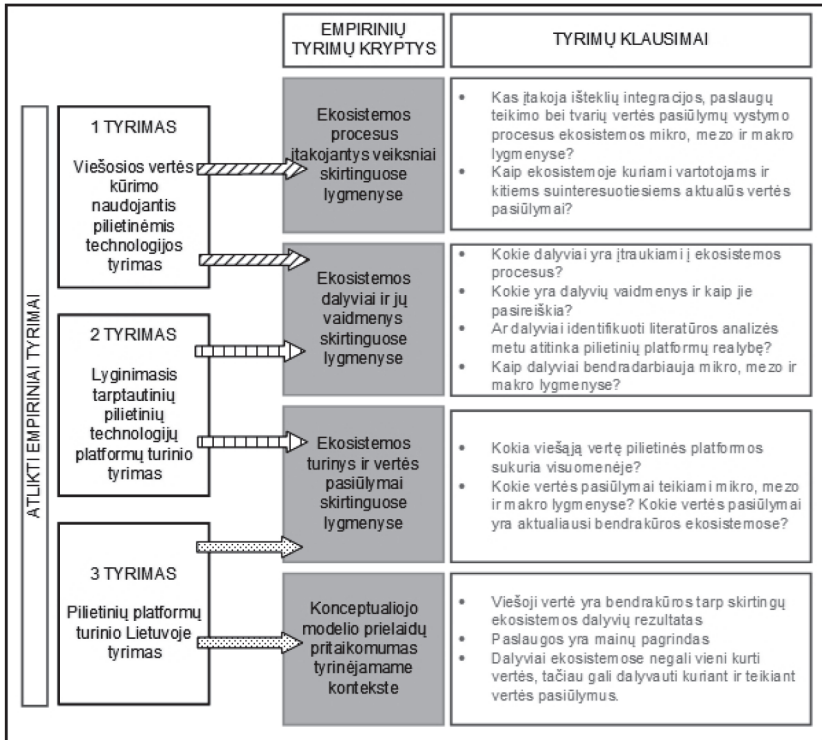 EMPIRINIŲ
TYRIMŲ KRYPTYS
TYRIMŲ KLAUSIMAI
ATLIKTI EMPIRINIAI TYRIMAI
1 TYRIMAS
Viešosios vertės
kūrimo
naudojantis
pilietinėmis
technologijos
tyrimas
2 TYRIMAS
Lyginimasis
tarptautinių
pilietinių
technologijų
platformų turinio
tyrimas
3 TYRIMAS
Pilietinių platformų
turinio Lietuvoje
tyrimas
Ekosistemos
procesus
įtakojantys veiksniai
skirtinguose
lygmenyse
Ekosistemos
dalyviai ir jų
vaidmenys
skirtinguose
lygmenyse
Ekosistemos
turinys ir vertės
pasiūlymai
skirtinguose
lygmenyse
Konceptualiojo
modelio prielaidų
pritaikomumas
tyrinėjamame
kontekste
• Kas įtakoja išteklių integracijos, paslaugų
teikimo bei tvarių vertės pasiūlymų vystymo
procesus ekosistemos mikro, mezo ir makro
lygmenyse?
• Kaip ekosistemoje kuriami vartotojams ir
kitiems suinteresuotiesiems aktualūs vertės
pasiūlymai?
• Kokie dalyviai yra įtraukiami į ekosistemos
procesus?
• Kokie yra dalyvių vaidmenys ir kaip jie
pasireiškia?
• Ar dalyviai identifikuoti literatūros analizės
metu atitinka pilietinių platformų realybę?
• Kaip dalyviai bendradarbiauja mikro, mezo ir
makro lygmenyse?
• Kokia viešąją vertę pilietinės platformos
sukuria visuomenėje?
• Kokie vertės pasiūlymai teikiami mikro, mezo
ir makro lygmenyse? Kokie vertės pasiūlymai
yra aktualiausi bendrakūros ekosistemose?
• Viešoji vertė yra bendrakūros tarp skirtingų
ekosistemos dalyvių rezultatas
• Paslaugos yra mainų pagrindas
• Dalyviai ekosistemose negali vieni kurti
vertės, tačiau gali dalyvauti kuriant ir teikiant
vertės pasiūlymus.